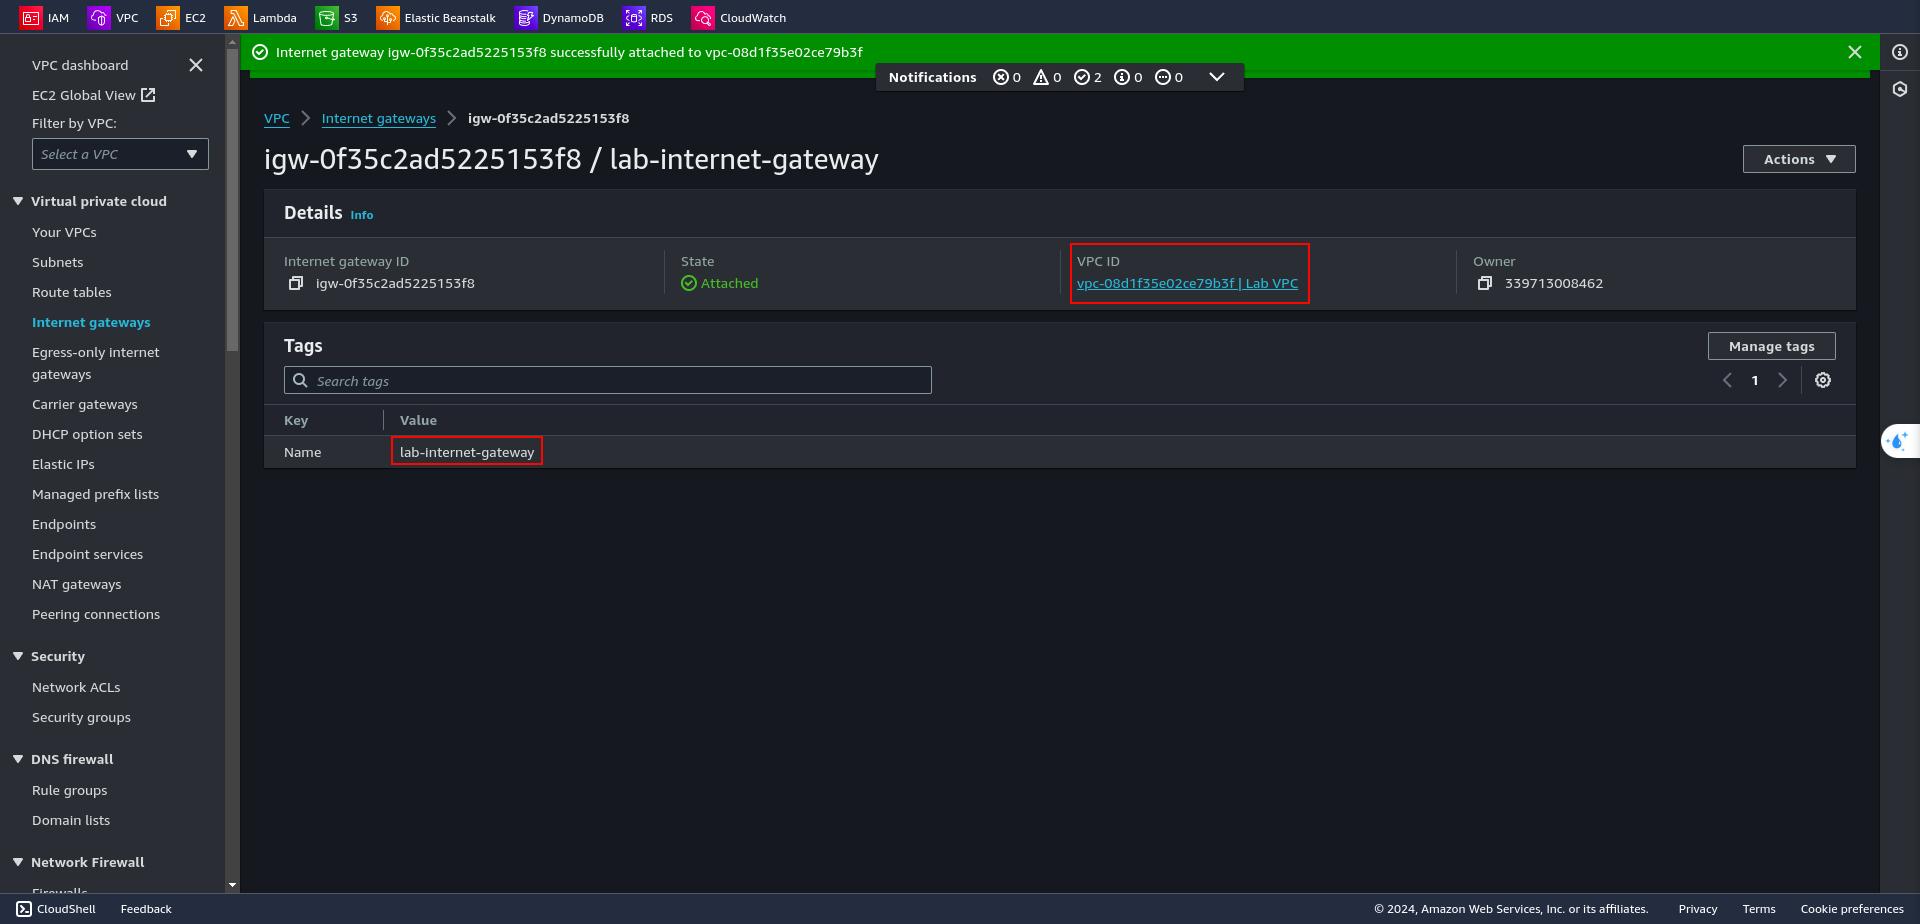 IAM VPC EC2 Lambda S3 Elastic Beanstalk DynamoDB RDS CloudWatch
Internet gateway igw-0f35c2ad5225153f8 successfully attached to vpc-08d1f35e02ce79b3f
Notifications 0 0 2 0 0
VPC dashboard
EC2 Global View
Filter by VPC:
Select a VPC
Virtual private cloud
Your VPCs
Subnets
Route tables
Internet gateways
Egress-only internet
gateways
Carrier gateways
DHCP option sets
Elastic IPs
Managed prefix lists
Endpoints
Endpoint services
NAT gateways
Peering connections
Security
Network ACLs
Security groups
DNS firewall
Rule groups
Domain lists
Network Firewall
Firewalls
VPC Internet gateways igw-0f35c2ad5225153f8
igw-0f35c2ad5225153f8 / lab-internet-gateway
Actions
Details Info
Internet gateway ID
igw-0f35c2ad5225153f8
State
Attached
VPC ID
vpc-08d1f35e02ce79b3f | Lab VPC
Owner
339713008462
Tags
Manage tags
Search tags
1
Key Value
Name lab-internet-gateway
CloudShell Feedback
© 2024, Amazon Web Services, Inc. or its affiliates. Privacy Terms Cookie preferences